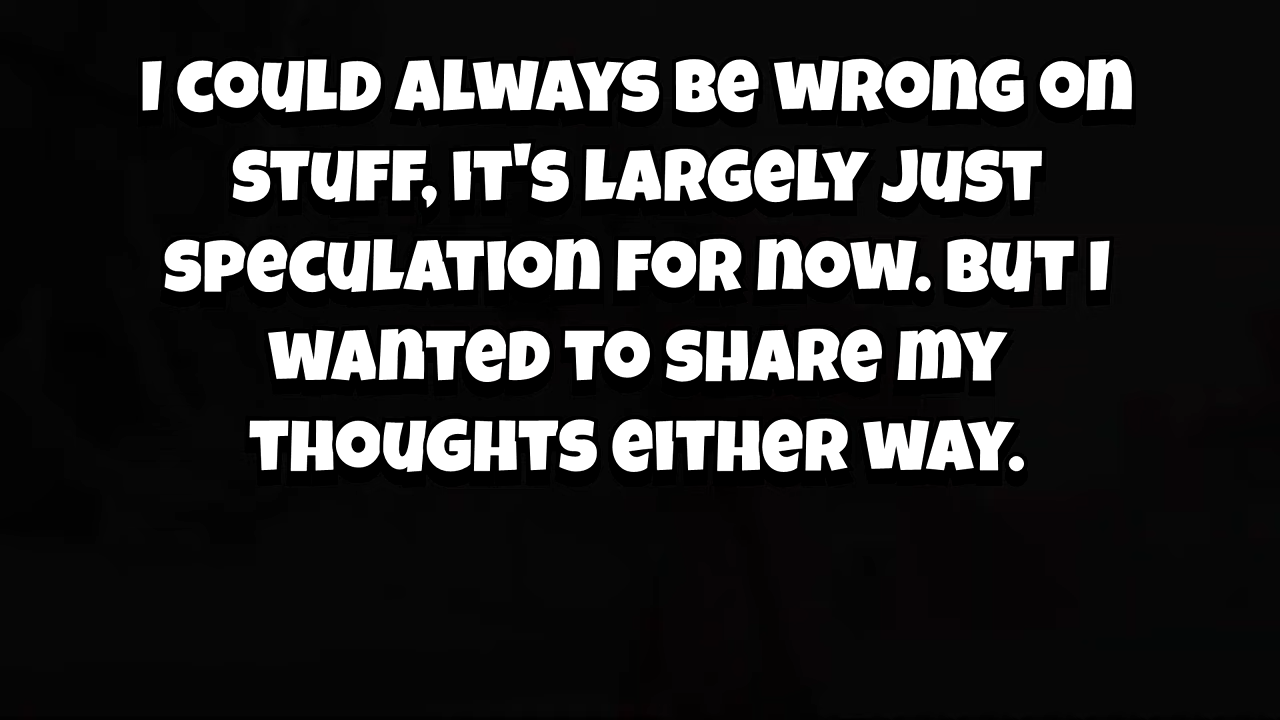 I COULD ALWAYS BE WRONG ON
STUFF, IT'S LARGELY JUST
SPECULATION FOR NOW. BUT I
WANTED TO SHARE MY
THOUGHTS EITHER WAY.